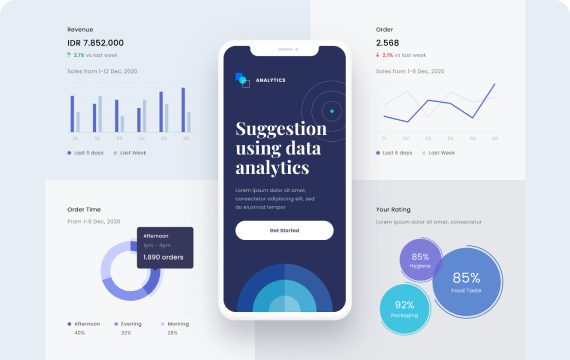 Revenue
IDR 7.852.000
↑ 2.1% vs last week
Sales from 1-12 Dec, 2020
01 02 03 04 05 06
Last 6 days Last Week
Order
2.568
↓ 2.1% vs last week
Sales from 1-6 Dec, 2020
01 02 03 04 05 06
Last 6 days Last Week
ANALYTICS
Suggestion
using data
analytics
Lorem ipsum dolor sit amet,
consectetur adipiscing elit, sed
do eiusmod tempor
Get Started
Order Time
From 1-6 Dec, 2020
Afternoon
1pm - 4pm
1.890 orders
Afternoon Evening Morning
40% 32% 28%
Your Rating
Lorem ipsum dolor sit amet, consectetur
85%
Hygiene
85%
Food Taste
92%
Packaging